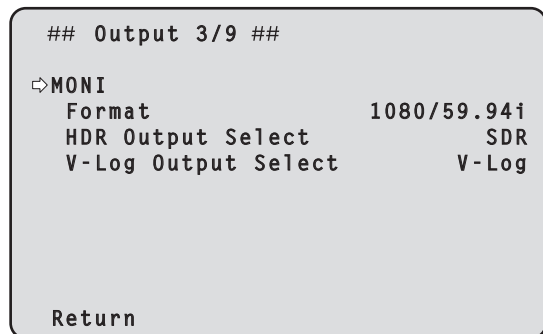 ## Output 3/9 ##
⇨MONI
Format 1080/59.94i
HDR Output Select SDR
V-Log Output Select V-Log
Return